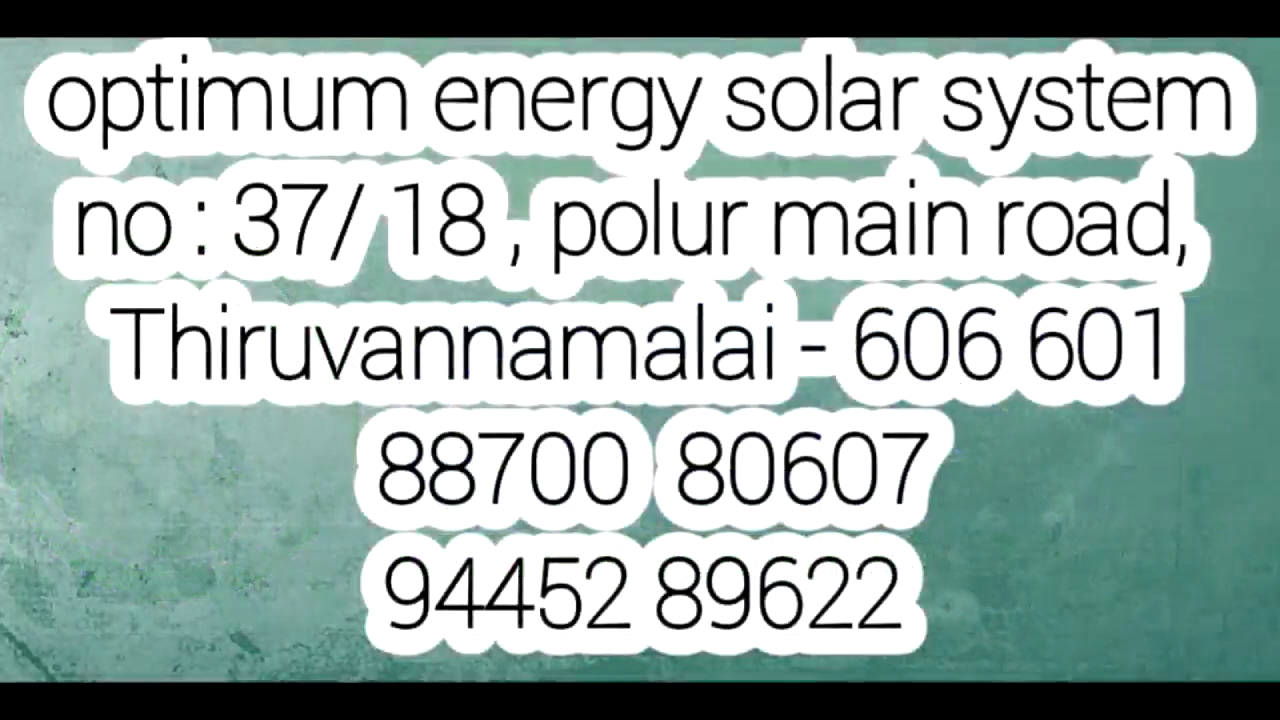 optimum energy solar system
no : 37/ 18 , polur main road,
Thiruvannamalai - 606 601
88700 80607
94452 89622